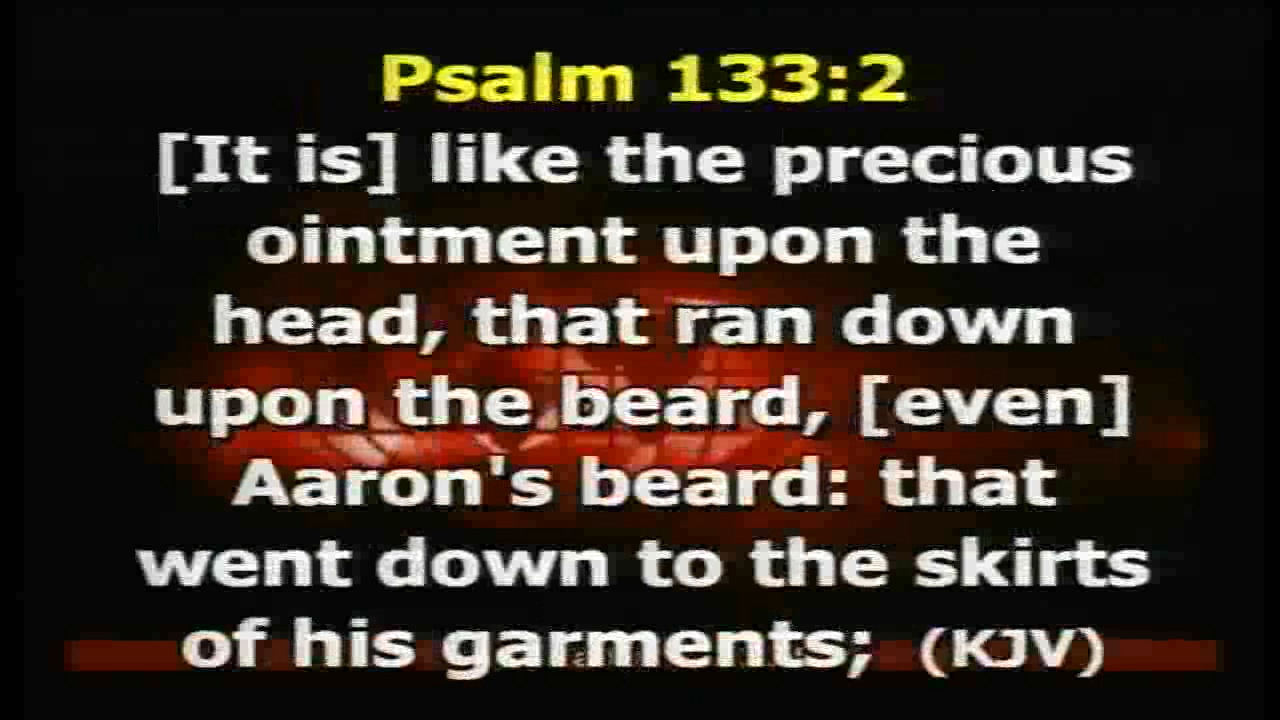 Psalm 133:2
[It is] like the precious
ointment upon the
head, that ran down
upon the beard, [even]
Aaron's beard: that
went down to the skirts
of his garments; (KJV)